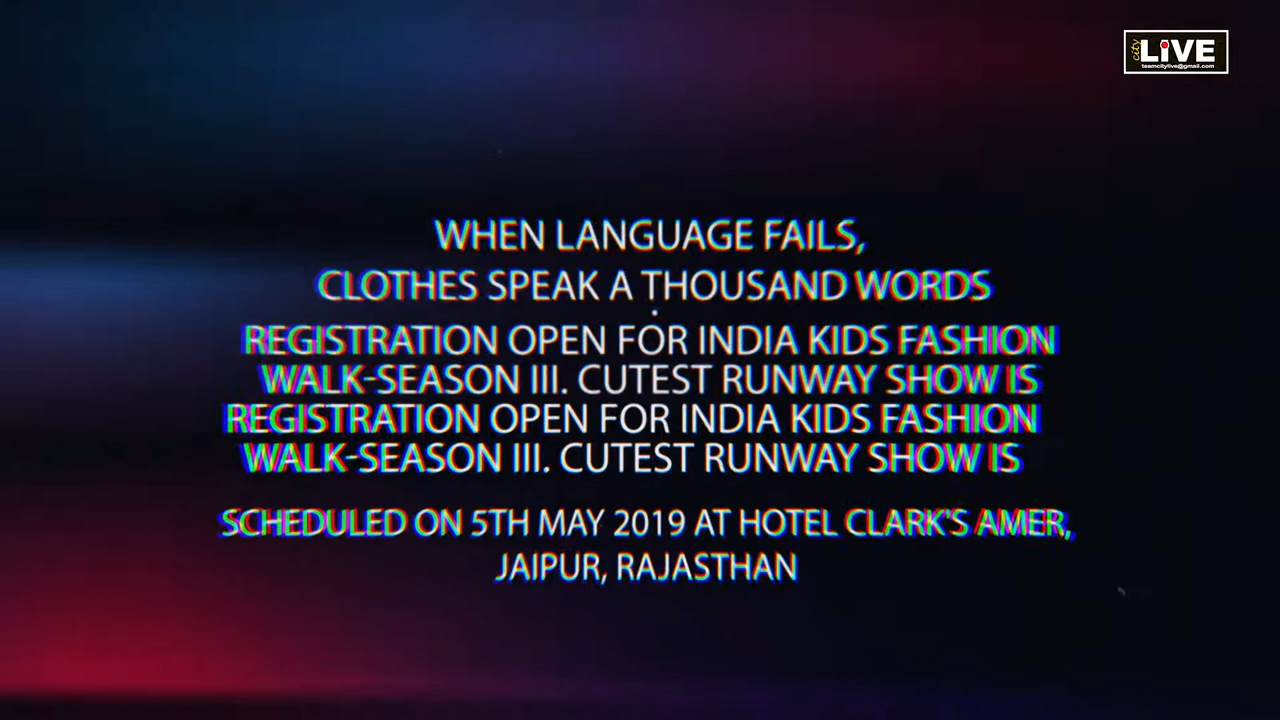 city LiVE
teamcitylive@gmail.com
WHEN LANGUAGE FAILS,
CLOTHES SPEAK A THOUSAND WORDS
.
REGISTRATION OPEN FOR INDIA KIDS FASHION
WALK-SEASON III. CUTEST RUNWAY SHOW IS
REGISTRATION OPEN FOR INDIA KIDS FASHION
WALK-SEASON III. CUTEST RUNWAY SHOW IS
SCHEDULED ON 5TH MAY 2019 AT HOTEL CLARK'S AMER,
JAIPUR, RAJASTHAN